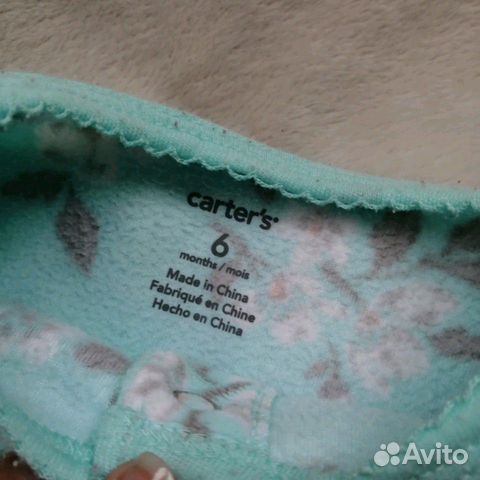 carter's
6
months / mois
Made in China
Fabriqué en Chine
Hecho en China
Avito